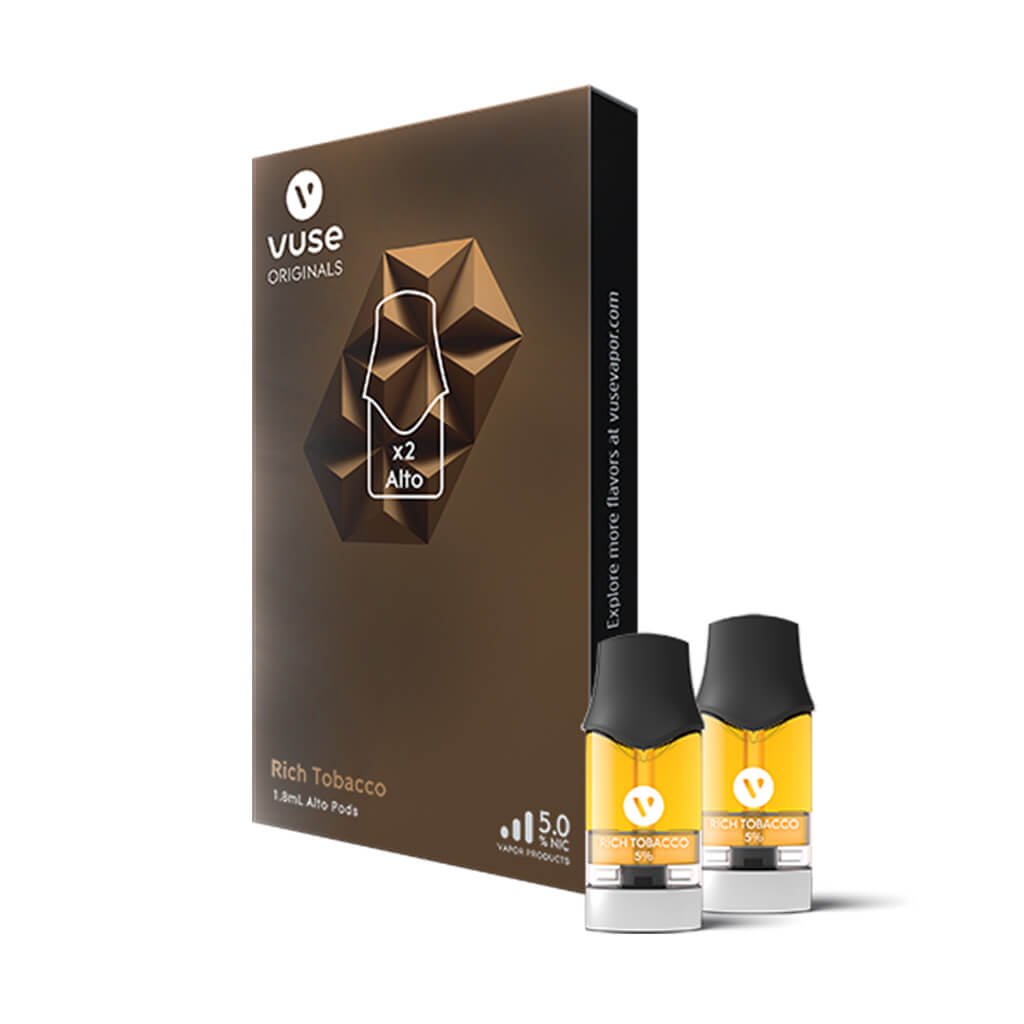 vuse
ORIGINALS
x2
Alto
Rich Tobacco
1.8mL Alto Pods
5.0
% NIC
VAPOR PRODUCTS
Explore more flavors at vusevapor.com
RICH TOBACCO
5%
RICH TOBACCO
5%